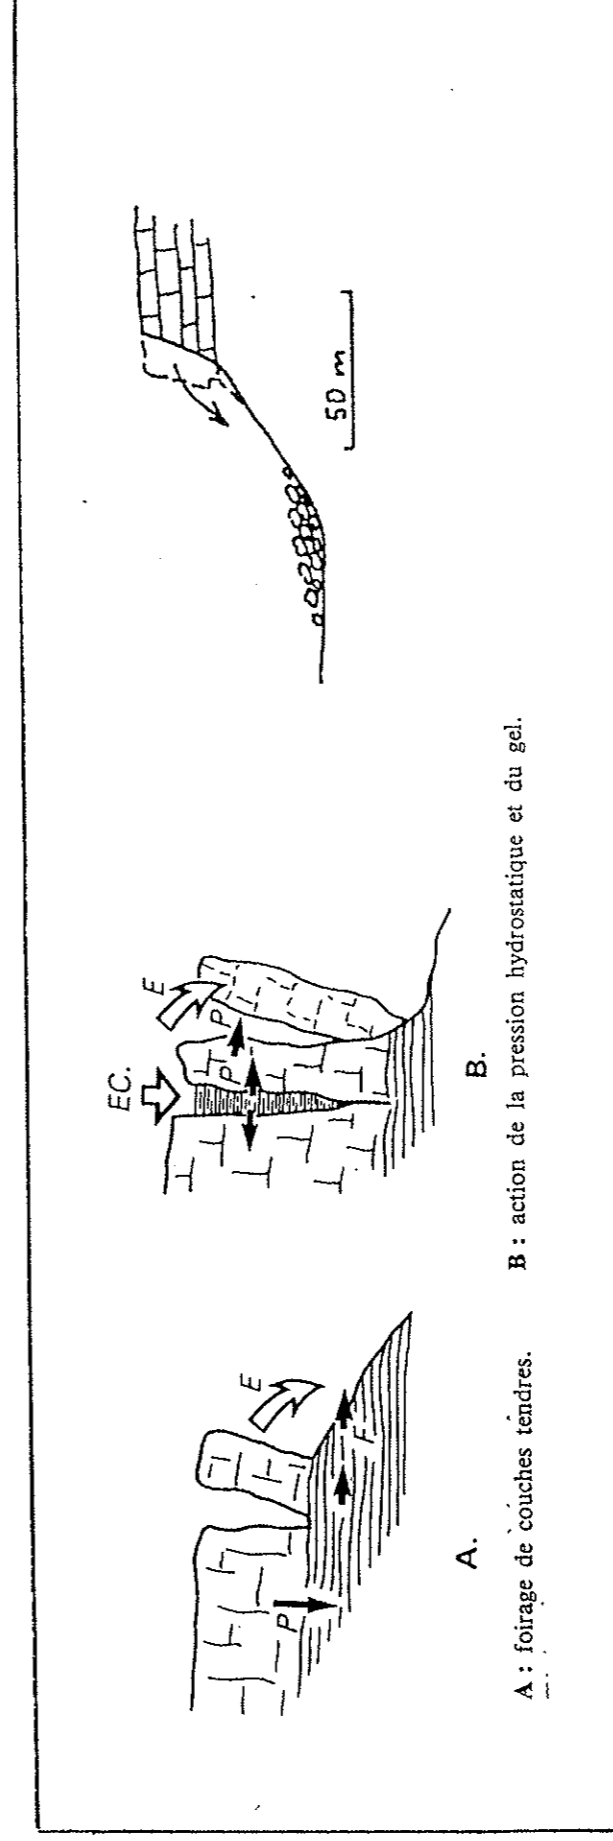 P
F
E
A.
A : foirage de couches tendres.
EC.
P
P
E
B.
B : action de la pression hydrostatique et du gel.
50 m